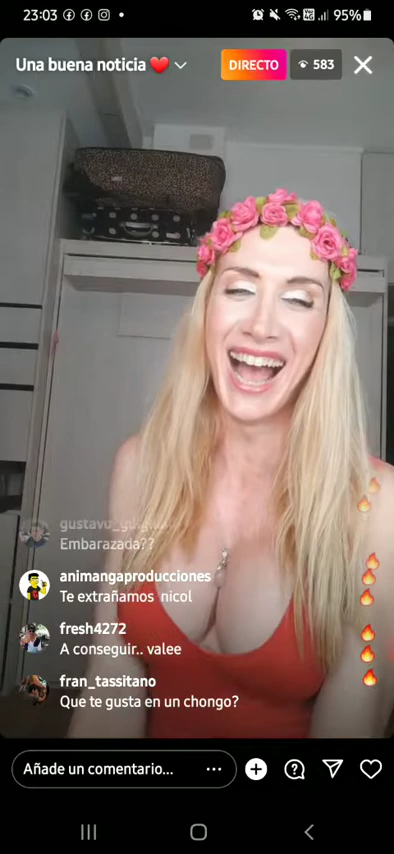 23:03
95%
Una buena noticia ❤️
DIRECTO
583
Embarazada??
animangaproducciones
Te extrañamos nicol
fresh4272
A conseguir.. valee
fran_tassitano
Que te gusta en un chongo?
Añade un comentario...